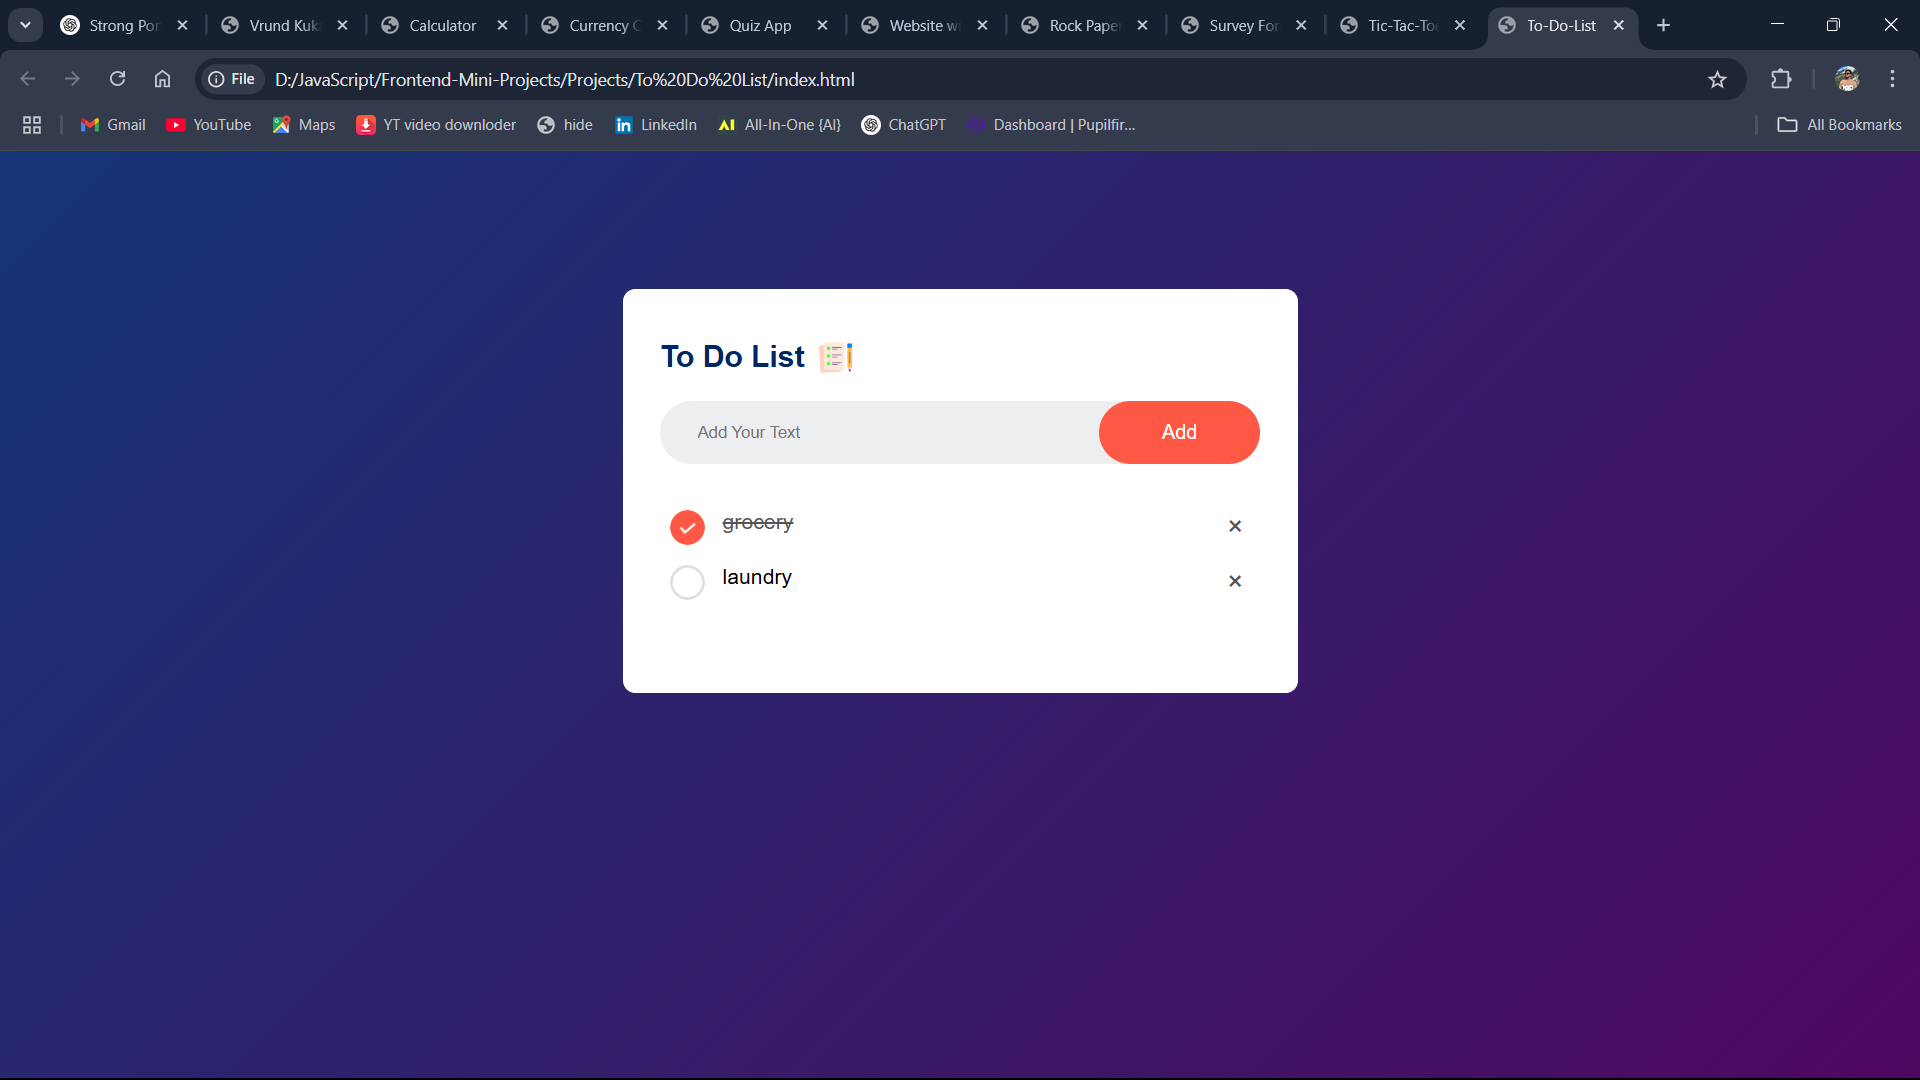 Strong Por
Vrund Kuk
Calculator
Currency C
Quiz App
Website wi
Rock Pape
Survey For
Tic-Tac-To
To-Do-List
File
D:/JavaScript/Frontend-Mini-Projects/Projects/To%20Do%20List/index.html
Gmail
YouTube
Maps
YT video downloder
hide
LinkedIn
All-In-One {AI}
ChatGPT
Dashboard | Pupilfir...
All Bookmarks
To Do List
Add Your Text
Add
grocery
laundry